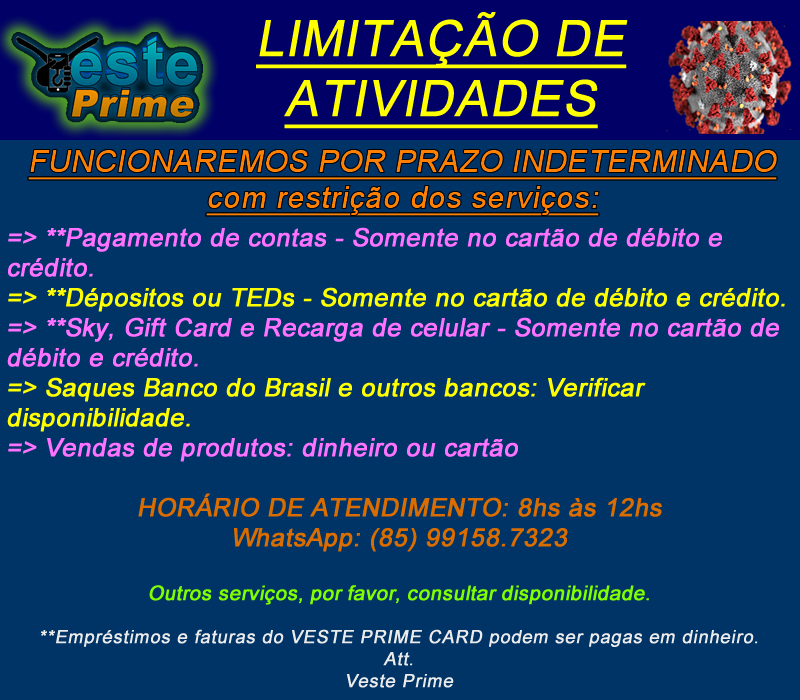 Veste
Prime
LIMITAÇÃO DE
ATIVIDADES
FUNCIONAREMOS POR PRAZO INDETERMINADO
com restrição dos serviços:
=> **Pagamento de contas - Somente no cartão de débito e
crédito.
=> **Dépositos ou TEDs - Somente no cartão de débito e crédito.
=> **Sky, Gift Card e Recarga de celular - Somente no cartão de
débito e crédito.
=> Saques Banco do Brasil e outros bancos: Verificar
disponibilidade.
=> Vendas de produtos: dinheiro ou cartão
HORÁRIO DE ATENDIMENTO: 8hs às 12hs
WhatsApp: (85) 99158.7323
Outros serviços, por favor, consultar disponibilidade.
**Empréstimos e faturas do VESTE PRIME CARD podem ser pagas em dinheiro.
Att.
Veste Prime